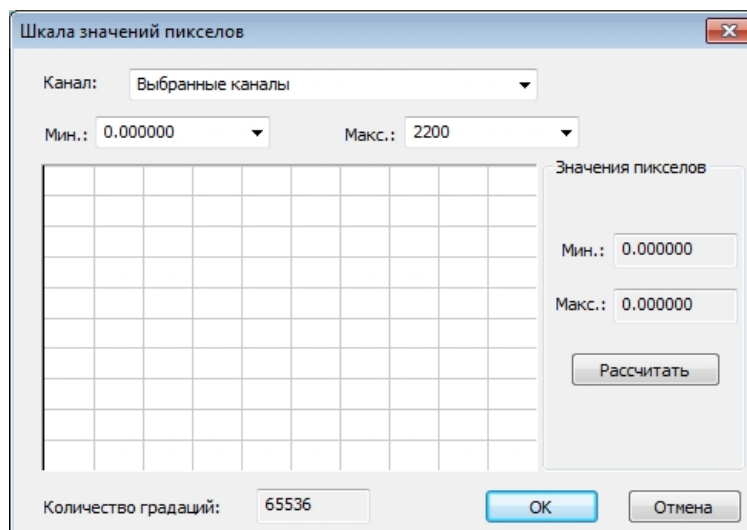 Шкала значений пикселов
Канал: Выбранные каналы
Мин.: 0.000000 Макс.: 2200
Значения пикселов
Мин.: 0.000000
Макс.: 0.000000
Рассчитать
Количество градаций: 65536 OK Отмена